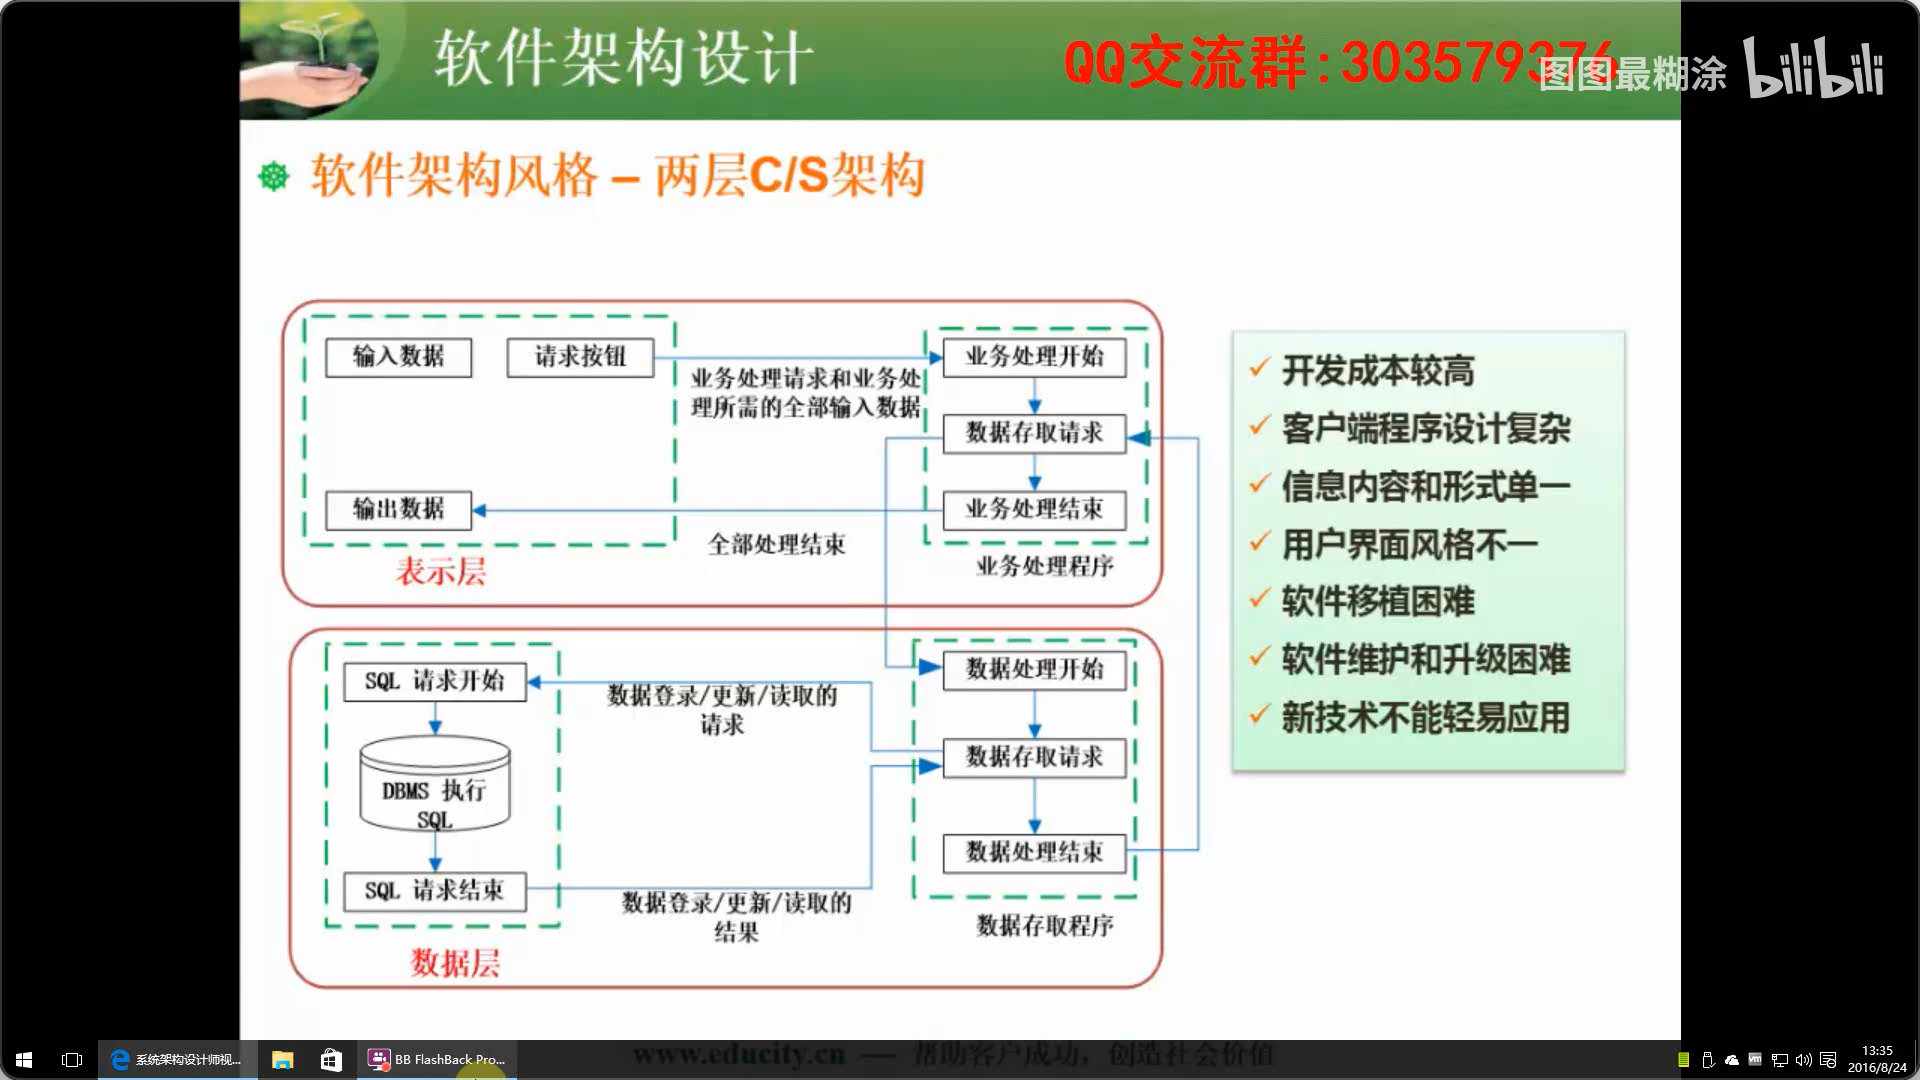 软件架构设计
QQ交流群:303579376
图图最糊涂 bilibili
软件架构风格 – 两层C/S架构
输入数据
请求按钮
业务处理请求和业务处
理所需的全部输入数据
业务处理开始
数据存取请求
输出数据
业务处理结束
全部处理结束
表示层
业务处理程序
开发成本较高
客户端程序设计复杂
信息内容和形式单一
用户界面风格不一
软件移植困难
软件维护和升级困难
新技术不能轻易应用
SQL 请求开始
数据登录/更新/读取的
请求
数据处理开始
数据存取请求
DBMS 执行
SQL
数据处理结束
SQL 请求结束
数据登录/更新/读取的
结果
数据存取程序
数据层
www.educity.cn — 帮助客户成功，创造社会价值
系统架构设计师视...
BB FlashBack Pro...
13:35
2016/8/24